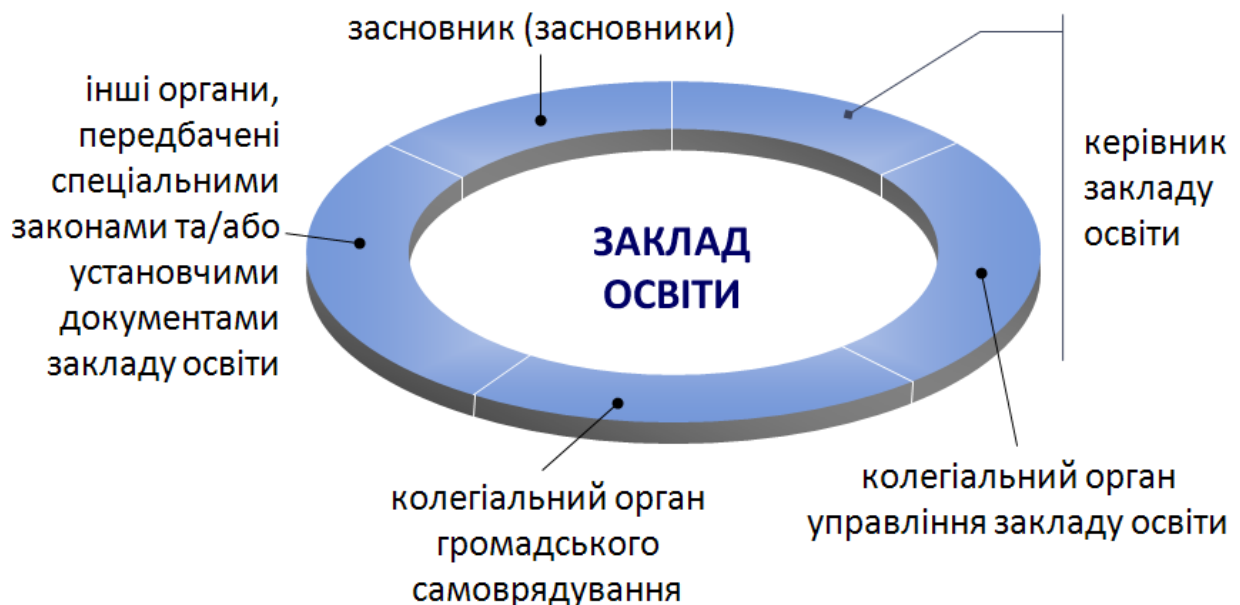 засновник (засновники)
інші органи,
передбачені
спеціальними
законами та/або
установчими
документами
закладу освіти
керівник
закладу
освіти
ЗАКЛАД
ОСВІТИ
колегіальний орган
громадського
самоврядування
колегіальний орган
управління закладу освіти